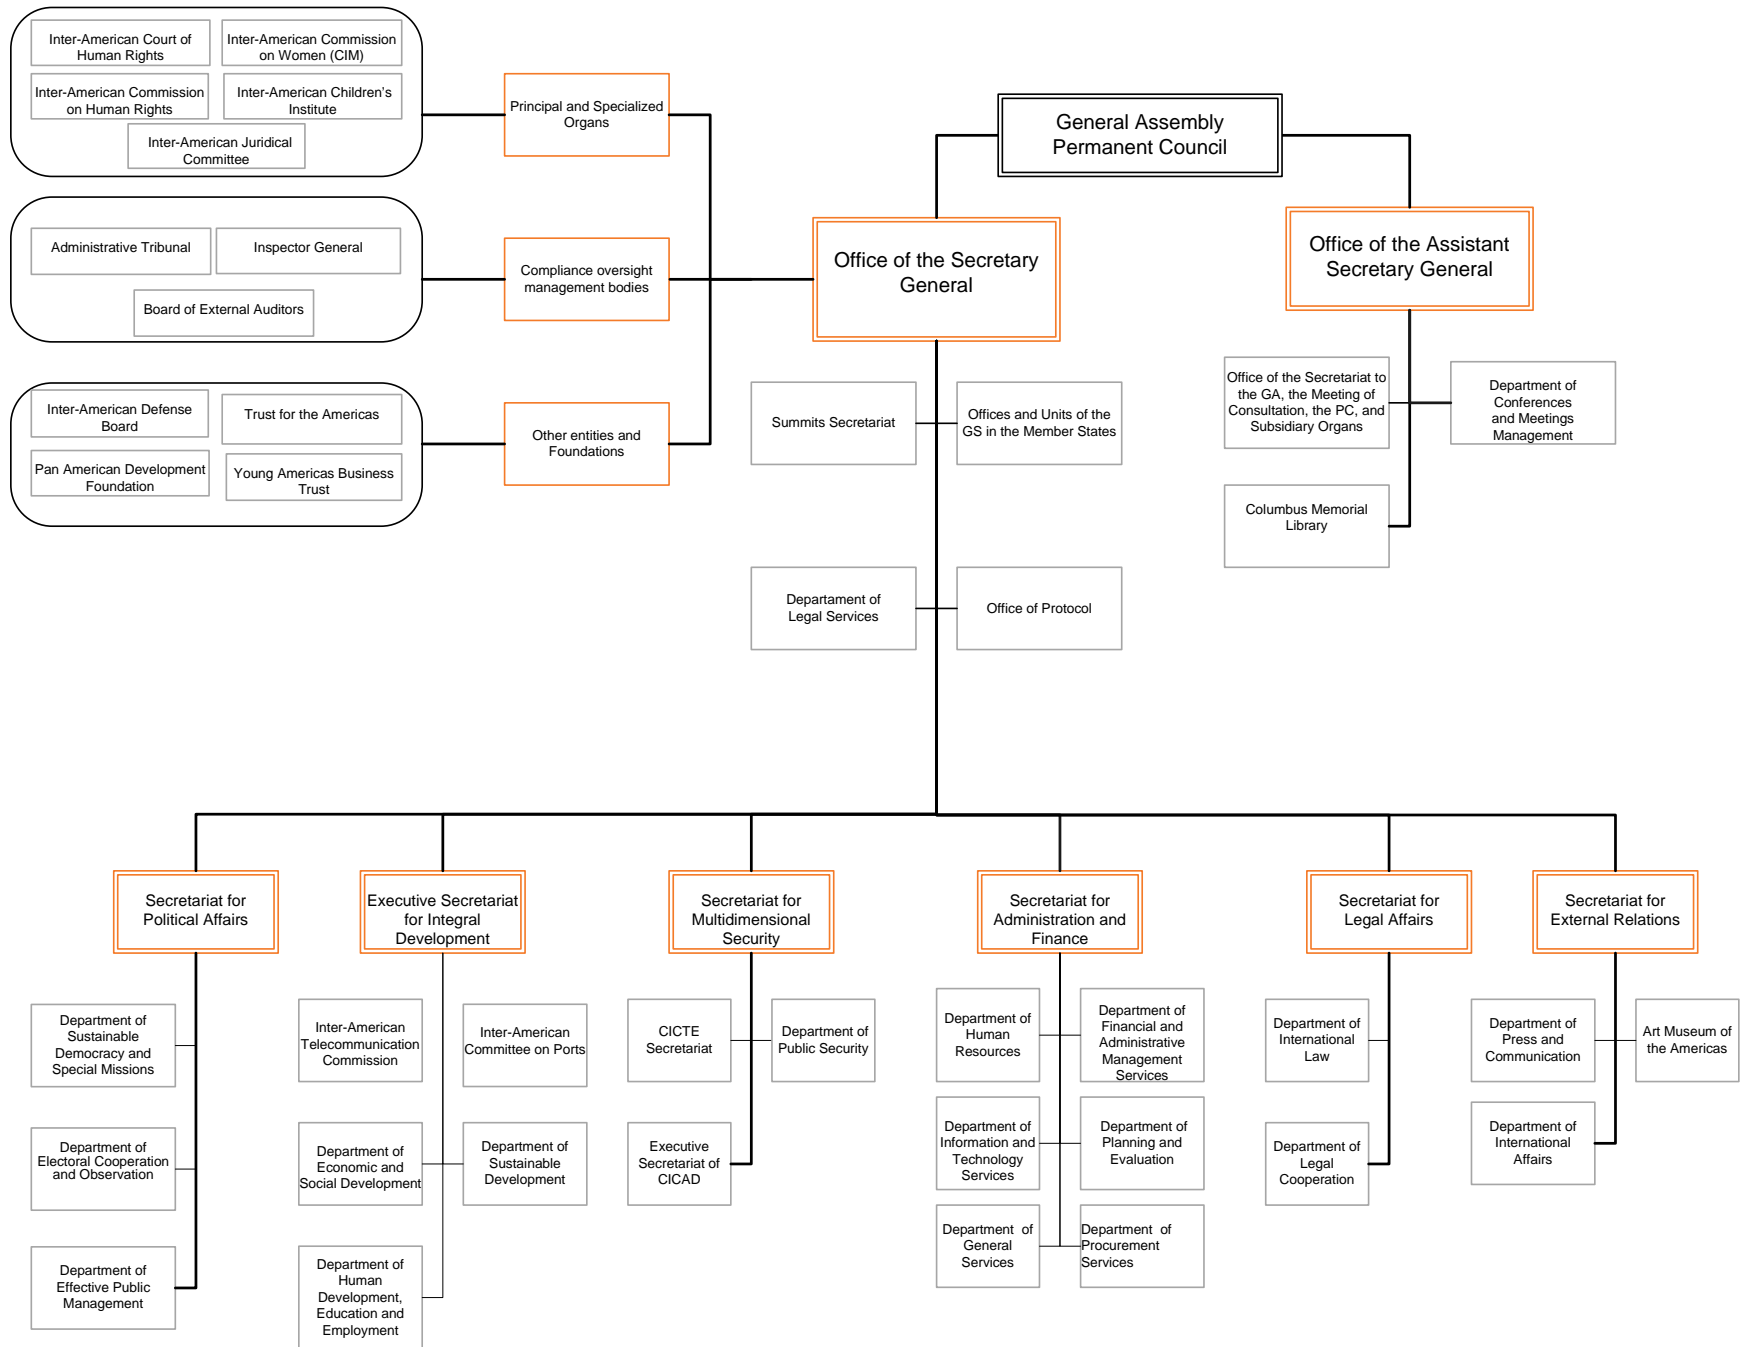 Inter-American Court of
Human Rights
Inter-American Commission
on Women (CIM)
Inter-American Commission
on Human Rights
Inter-American Children's
Institute
Inter-American Juridical
Committee
Principal and Specialized
Organs
General Assembly
Permanent Council
Administrative Tribunal
Inspector General
Board of External Auditors
Compliance oversight
management bodies
Office of the Secretary
General
Office of the Assistant
Secretary General
Inter-American Defense
Board
Trust for the Americas
Pan American Development
Foundation
Young Americas Business
Trust
Other entities and
Foundations
Summits Secretariat
Offices and Units of the
GS in the Member States
Office of the Secretariat to
the GA, the Meeting of
Consultation, the PC, and
Subsidiary Organs
Department of
Conferences
and Meetings
Management
Columbus Memorial
Library
Departament of
Legal Services
Office of Protocol
Secretariat for
Political Affairs
Executive Secretariat
for Integral
Development
Secretariat for
Multidimensional
Security
Secretariat for
Administration and
Finance
Secretariat for
Legal Affairs
Secretariat for
External Relations
Department of
Sustainable
Democracy and
Special Missions
Inter-American
Telecommunication
Commission
Inter-American
Committee on Ports
CICTE
Secretariat
Department of
Public Security
Department of
Human
Resources
Department of
Financial and
Administrative
Management
Services
Department of
International
Law
Department of
Press and
Communication
Art Museum of
the Americas
Department of
Electoral Cooperation
and Observation
Department of
Economic and
Social Development
Department of
Sustainable
Development
Executive
Secretariat of
CICAD
Department of
Information and
Technology
Services
Department of
Planning and
Evaluation
Department of
Legal
Cooperation
Department of
International
Affairs
Department of
Effective Public
Management
Department of
Human
Development,
Education and
Employment
Department of
General
Services
Department of
Procurement
Services